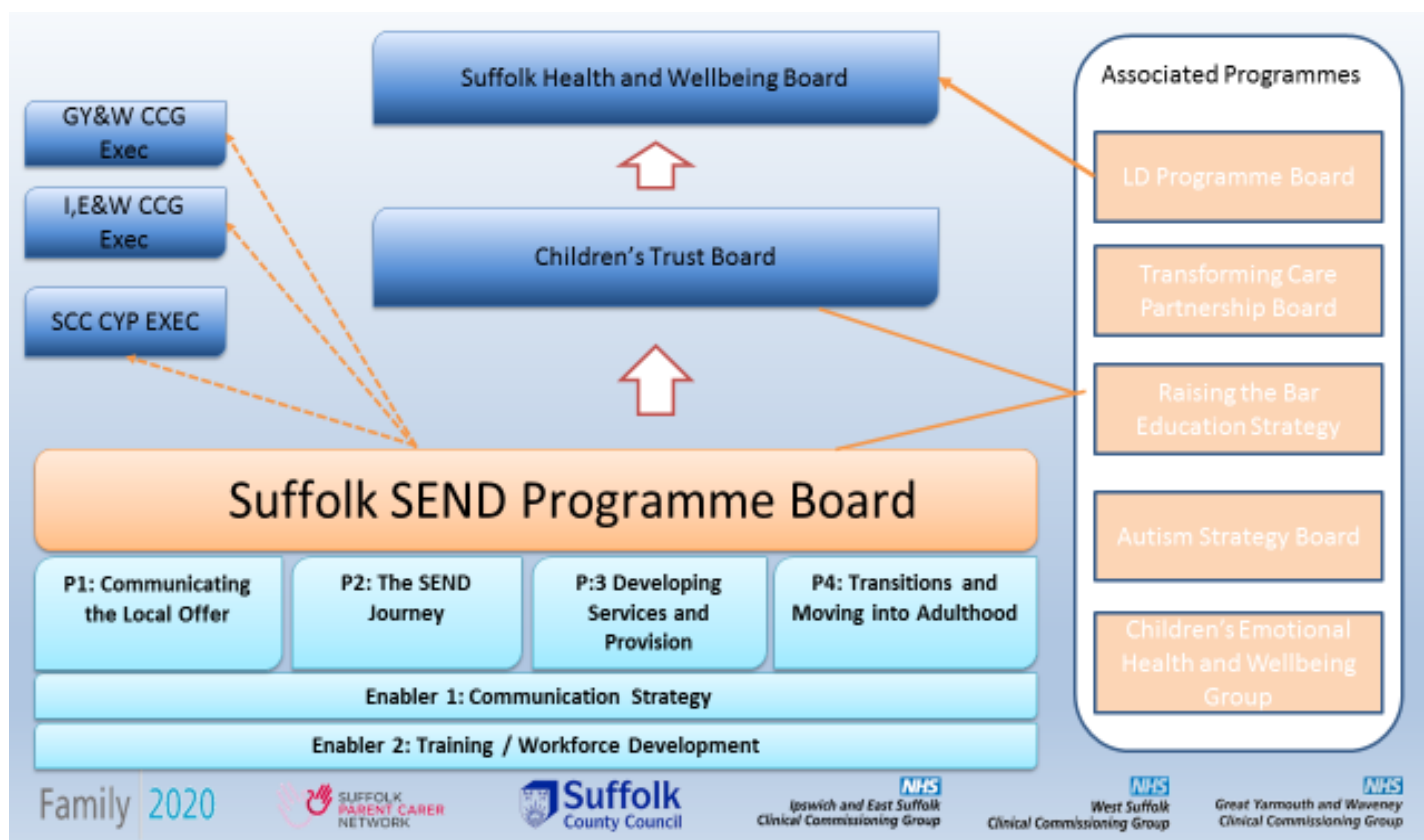 Suffolk Health and Wellbeing Board
GY&W CCG
Exec
I,E&W CCG
Exec
SCC CYP EXEC
Children's Trust Board
Associated Programmes
LD Programme Board
Transforming Care
Partnership Board
Raising the Bar
Education Strategy
Autism Strategy Board
Children's Emotional
Health and Wellbeing
Group
Suffolk SEND Programme Board
P1: Communicating
the Local Offer
P2: The SEND
Journey
P:3 Developing
Services and
Provision
P4: Transitions and
Moving into Adulthood
Enabler 1: Communication Strategy
Enabler 2: Training / Workforce Development
Family 2020
SUFFOLK
PARENT CARER
NETWORK
Suffolk
County Council
NHS
Ipswich and East Suffolk
Clinical Commissioning Group
NHS
West Suffolk
Clinical Commissioning Group
NHS
Great Yarmouth and Waveney
Clinical Commissioning Group